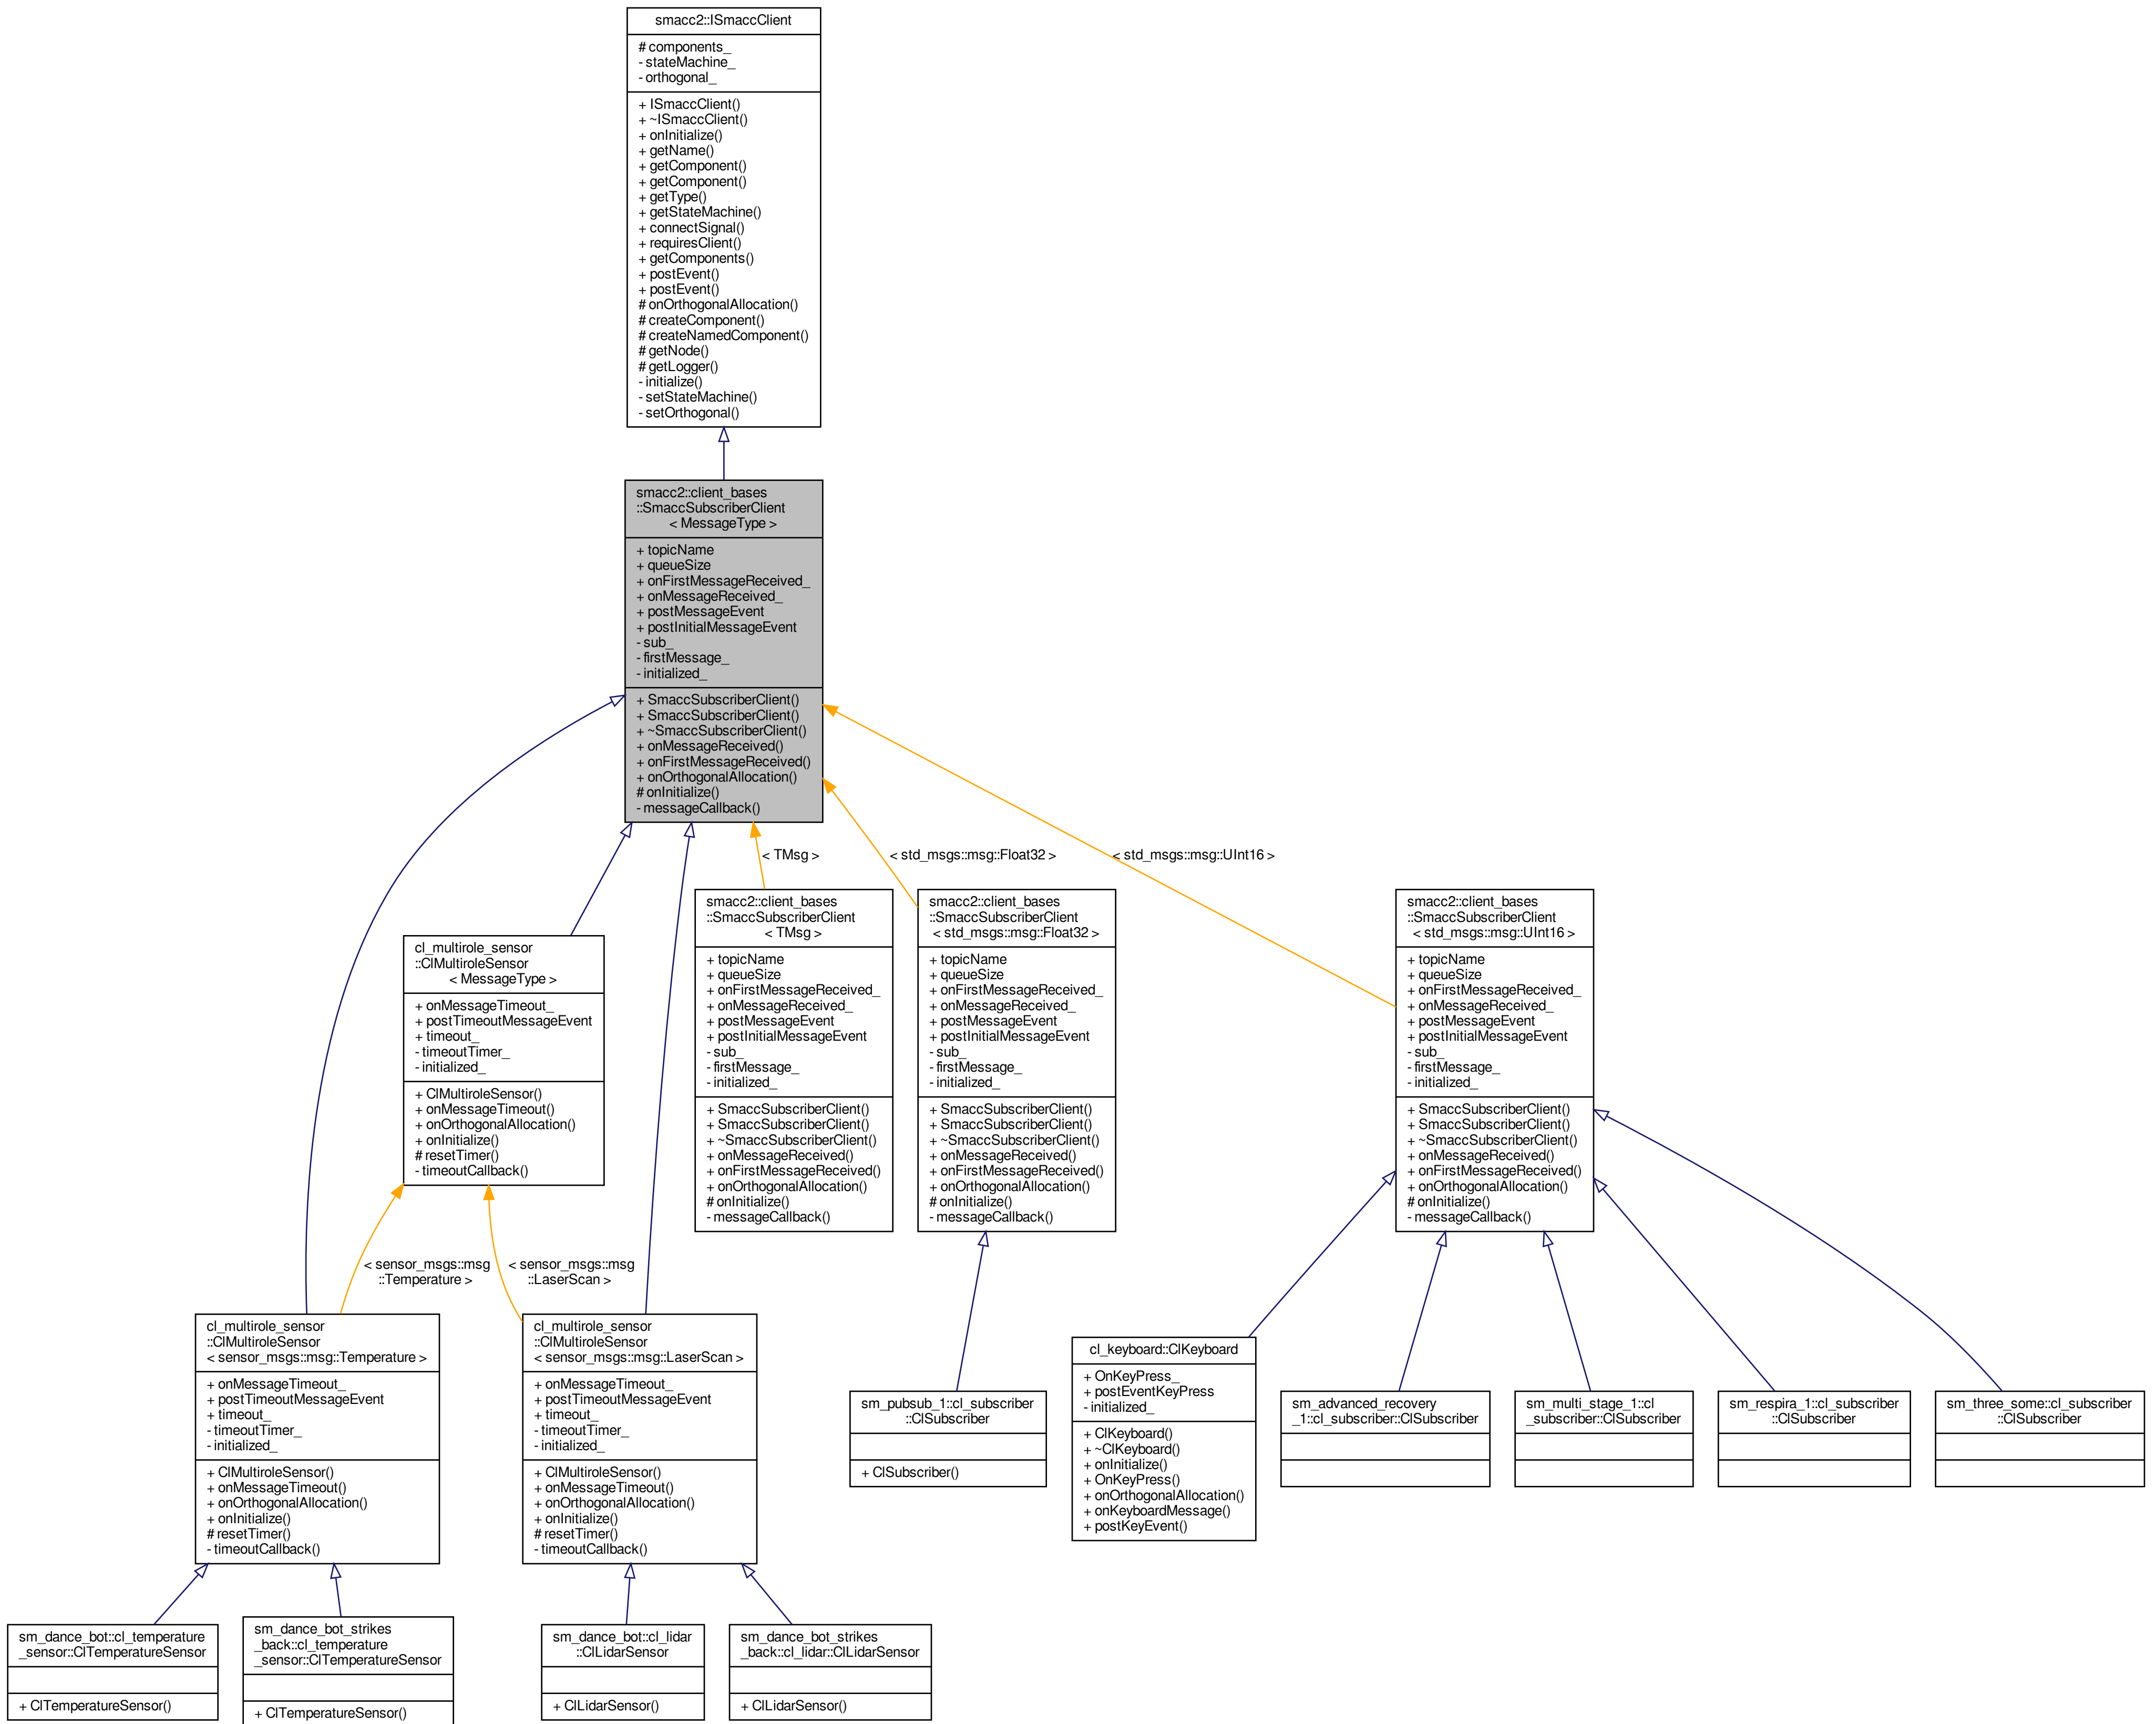 smacc2::ISmaccClient
# components_
- stateMachine_
- orthogonal_
+ ISmaccClient()
+ ~ISmaccClient()
+ onInitialize()
+ getName()
+ getComponent()
+ getComponent()
+ getType()
+ getStateMachine()
+ connectSignal()
+ requiresClient()
+ getComponents()
+ postEvent()
+ postEvent()
# onOrthogonalAllocation()
# createComponent()
# createNamedComponent()
# getNode()
# getLogger()
- initialize()
- setStateMachine()
- setOrthogonal()
smacc2::client_bases
::SmaccSubscriberClient
< MessageType >
+ topicName
+ queueSize
+ onFirstMessageReceived_
+ onMessageReceived_
+ postMessageEvent
+ postInitialMessageEvent
- sub_
- firstMessage_
- initialized_
+ SmaccSubscriberClient()
+ SmaccSubscriberClient()
+ ~SmaccSubscriberClient()
+ onMessageReceived()
+ onFirstMessageReceived()
+ onOrthogonalAllocation()
# onInitialize()
- messageCallback()
< TMsg >
< std_msgs::msg::Float32 >
< std_msgs::msg::UInt16 >
cl_multirole_sensor
::ClMultiroleSensor
< MessageType >
+ onMessageTimeout_
+ postTimeoutMessageEvent
+ timeout_
- timeoutTimer_
- initialized_
+ ClMultiroleSensor()
+ onMessageTimeout()
+ onOrthogonalAllocation()
+ onInitialize()
# resetTimer()
- timeoutCallback()
smacc2::client_bases
::SmaccSubscriberClient
< TMsg >
+ topicName
+ queueSize
+ onFirstMessageReceived_
+ onMessageReceived_
+ postMessageEvent
+ postInitialMessageEvent
- sub_
- firstMessage_
- initialized_
+ SmaccSubscriberClient()
+ SmaccSubscriberClient()
+ ~SmaccSubscriberClient()
+ onMessageReceived()
+ onFirstMessageReceived()
+ onOrthogonalAllocation()
# onInitialize()
- messageCallback()
smacc2::client_bases
::SmaccSubscriberClient
< std_msgs::msg::Float32 >
+ topicName
+ queueSize
+ onFirstMessageReceived_
+ onMessageReceived_
+ postMessageEvent
+ postInitialMessageEvent
- sub_
- firstMessage_
- initialized_
+ SmaccSubscriberClient()
+ SmaccSubscriberClient()
+ ~SmaccSubscriberClient()
+ onMessageReceived()
+ onFirstMessageReceived()
+ onOrthogonalAllocation()
# onInitialize()
- messageCallback()
smacc2::client_bases
::SmaccSubscriberClient
< std_msgs::msg::UInt16 >
+ topicName
+ queueSize
+ onFirstMessageReceived_
+ onMessageReceived_
+ postMessageEvent
+ postInitialMessageEvent
- sub_
- firstMessage_
- initialized_
+ SmaccSubscriberClient()
+ SmaccSubscriberClient()
+ ~SmaccSubscriberClient()
+ onMessageReceived()
+ onFirstMessageReceived()
+ onOrthogonalAllocation()
# onInitialize()
- messageCallback()
< sensor_msgs::msg
::Temperature >
< sensor_msgs::msg
::LaserScan >
cl_multirole_sensor
::ClMultiroleSensor
< sensor_msgs::msg::Temperature >
+ onMessageTimeout_
+ postTimeoutMessageEvent
+ timeout_
- timeoutTimer_
- initialized_
+ ClMultiroleSensor()
+ onMessageTimeout()
+ onOrthogonalAllocation()
+ onInitialize()
# resetTimer()
- timeoutCallback()
cl_multirole_sensor
::ClMultiroleSensor
< sensor_msgs::msg::LaserScan >
+ onMessageTimeout_
+ postTimeoutMessageEvent
+ timeout_
- timeoutTimer_
- initialized_
+ ClMultiroleSensor()
+ onMessageTimeout()
+ onOrthogonalAllocation()
+ onInitialize()
# resetTimer()
- timeoutCallback()
sm_pubsub_1::cl_subscriber
::ClSubscriber
+ ClSubscriber()
cl_keyboard::ClKeyboard
+ OnKeyPress_
+ postEventKeyPress
- initialized_
+ ClKeyboard()
+ ~ClKeyboard()
+ onInitialize()
+ OnKeyPress()
+ onOrthogonalAllocation()
+ onKeyboardMessage()
+ postKeyEvent()
sm_advanced_recovery
_1::cl_subscriber::ClSubscriber
sm_multi_stage_1::cl
_subscriber::ClSubscriber
sm_respira_1::cl_subscriber
::ClSubscriber
sm_three_some::cl_subscriber
::ClSubscriber
sm_dance_bot::cl_temperature
_sensor::ClTemperatureSensor
+ ClTemperatureSensor()
sm_dance_bot_strikes
_back::cl_temperature
_sensor::ClTemperatureSensor
+ ClTemperatureSensor()
sm_dance_bot::cl_lidar
::ClLidarSensor
+ ClLidarSensor()
sm_dance_bot_strikes
_back::cl_lidar::ClLidarSensor
+ ClLidarSensor()